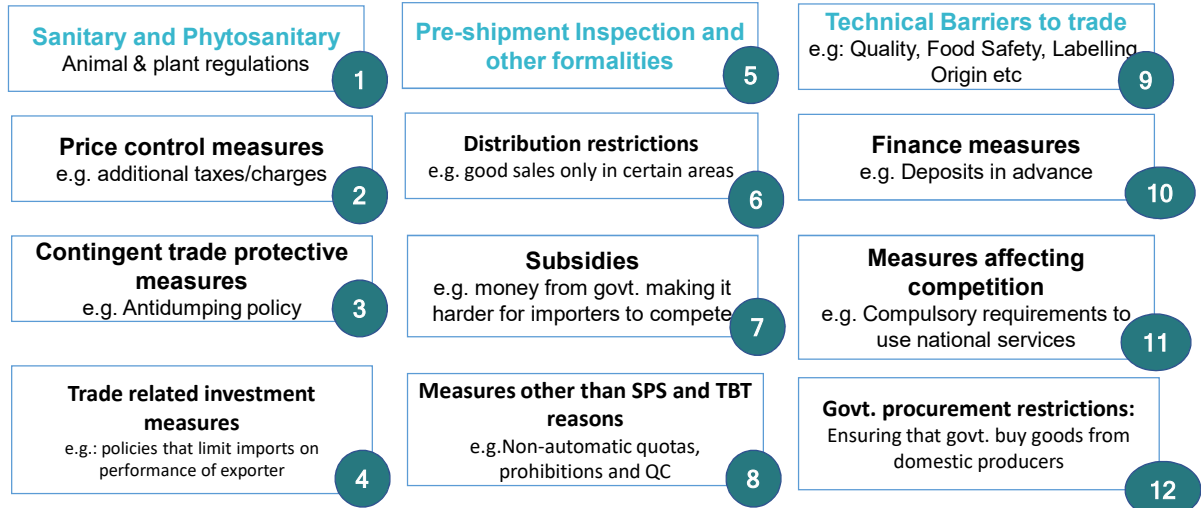 Sanitary and Phytosanitary
Animal & plant regulations
1
Price control measures
e.g. additional taxes/charges
2
Contingent trade protective
measures
e.g. Antidumping policy
3
Trade related investment
measures
e.g.: policies that limit imports on
performance of exporter
4
Pre-shipment Inspection and
other formalities
5
Distribution restrictions
e.g. good sales only in certain areas
6
Subsidies
e.g. money from govt. making it
harder for importers to compete
7
Measures other than SPS and TBT
reasons
e.g.Non-automatic quotas,
prohibitions and QC
8
Technical Barriers to trade
e.g: Quality, Food Safety, Labelling,
Origin etc
9
Finance measures
e.g. Deposits in advance
10
Measures affecting
competition
e.g. Compulsory requirements to
use national services
11
Govt. procurement restrictions:
Ensuring that govt. buy goods from
domestic producers
12